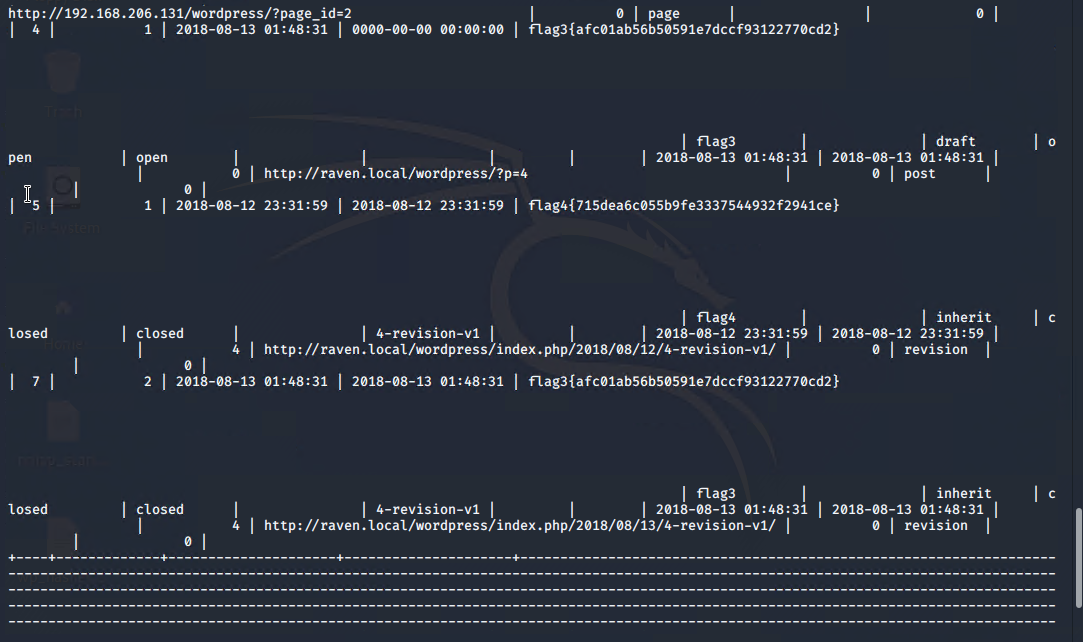 http://192.168.206.131/wordpress/?page_id=2 | 0 | page | | 0 |
| 4 | 1 | 2018-08-13 01:48:31 | 0000-00-00 00:00:00 | flag3{afc01ab56b50591e7dccf93122770cd2}
Trash
| flag3 | | draft | o
pen | open | | | | | 2018-08-13 01:48:31 | 2018-08-13 01:48:31 |
| 0 | http://raven.local/wordpress/?p=4 | 0 | post |
| 0 |
| 5 | 1 | 2018-08-12 23:31:59 | 2018-08-12 23:31:59 | flag4{715dea6c055b9fe3337544932f2941ce}
File System
| flag4 | | inherit | c
losed | closed | | 4-revision-v1 | | | 2018-08-12 23:31:59 | 2018-08-12 23:31:59 |
Home
| 4 | http://raven.local/wordpress/index.php/2018/08/12/4-revision-v1/ | 0 | revision |
| 0 |
| 7 | 2 | 2018-08-13 01:48:31 | 2018-08-13 01:48:31 | flag3{afc01ab56b50591e7dccf93122770cd2}
| flag3 | | inherit | c
losed | closed | | 4-revision-v1 | | | 2018-08-13 01:48:31 | 2018-08-13 01:48:31 |
| 4 | http://raven.local/wordpress/index.php/2018/08/13/4-revision-v1/ | 0 | revision |
| 0 |